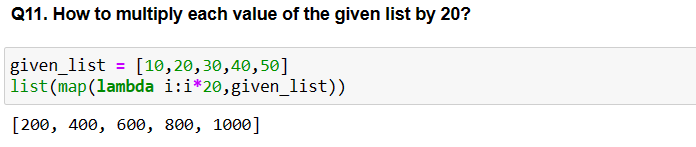 Q11. How to multiply each value of the given list by 20?
given_list = [10,20,30,40,50]
list(map(lambda i:i*20,given_list))
[200, 400, 600, 800, 1000]